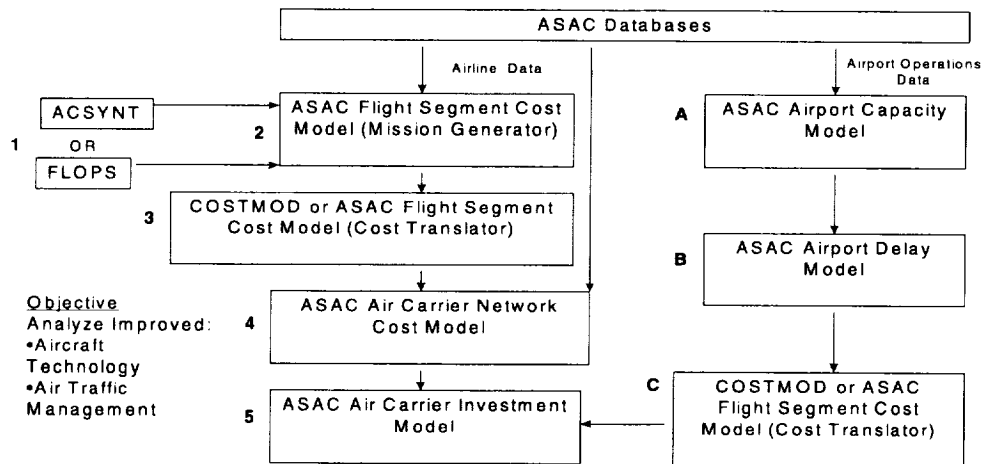 ASAC Databases
Airline Data
Airport Operations
Data
ACSYNT
1
OR
FLOPS
2
ASAC Flight Segment Cost
Model (Mission Generator)
A
ASAC Airport Capacity
Model
3
COSTMOD or ASAC Flight Segment
Cost Model (Cost Translator)
B
ASAC Airport Delay
Model
Objective
Analyze Improved:
•Aircraft
Technology
•Air Traffic
Management
4
ASAC Air Carrier Network
Cost Model
5
ASAC Air Carrier Investment
Model
C
COSTMOD or ASAC
Flight Segment Cost
Model (Cost Translator)